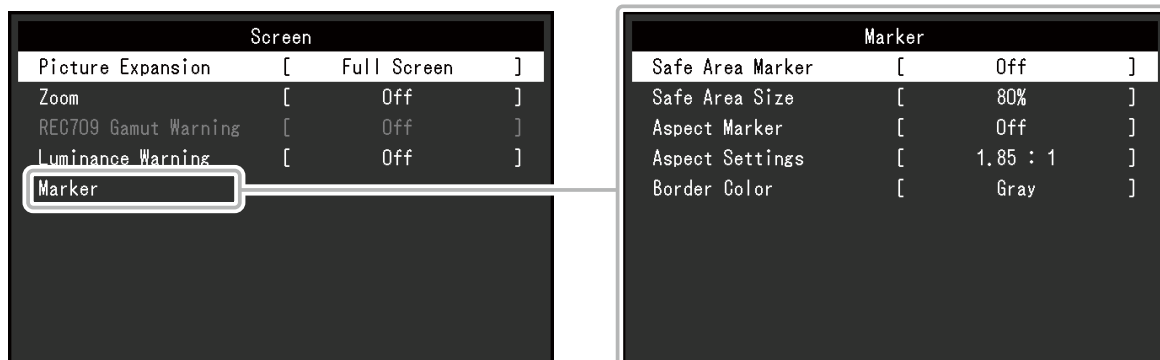 Screen
Picture Expansion [ Full Screen ]
Zoom [ Off ]
REC709 Gamut Warning [ Off ]
Luminance Warning [ Off ]
Marker
Marker
Safe Area Marker [ Off ]
Safe Area Size [ 80% ]
Aspect Marker [ Off ]
Aspect Settings [ 1.85 : 1 ]
Border Color [ Gray ]